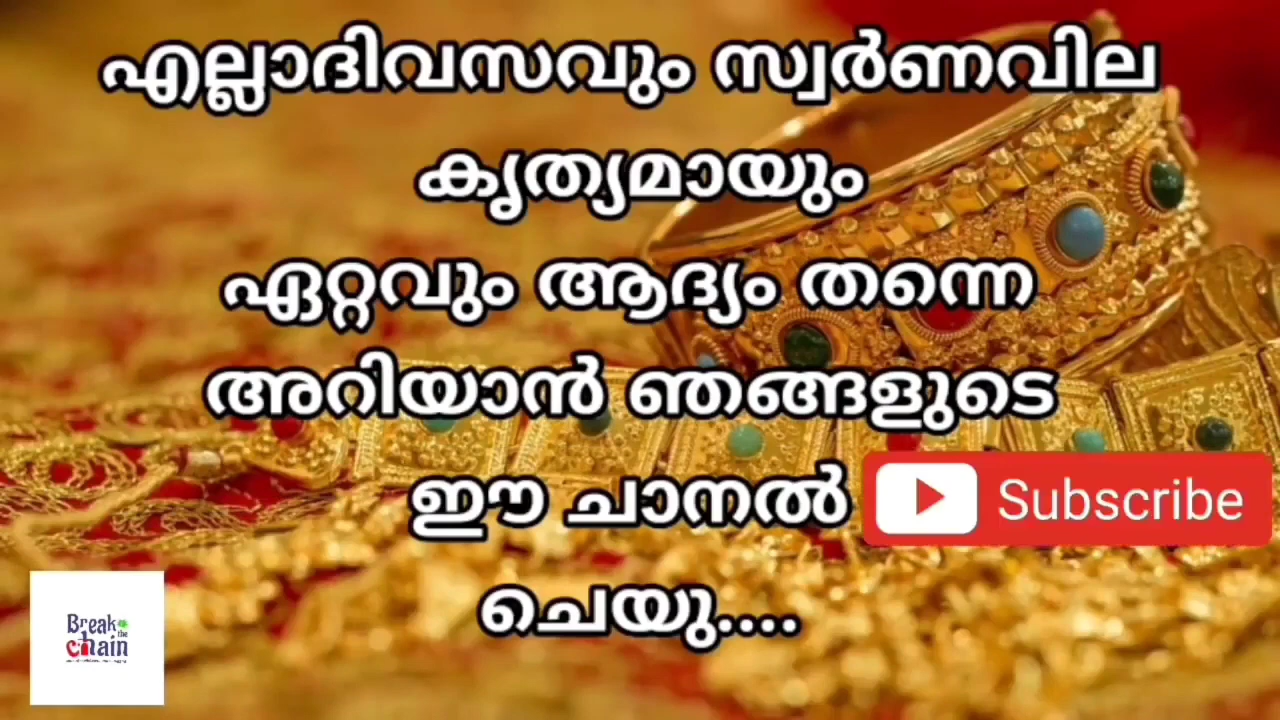 എല്ലാദിവസവും സ്വർണവില
കൃത്യമായും
ഏറ്റവും ആദ്യം തന്നെ
അറിയാൻ ഞങ്ങളുടെ
ഈ ചാനൽ Subscribe
ചെയു....
Break
the
chain